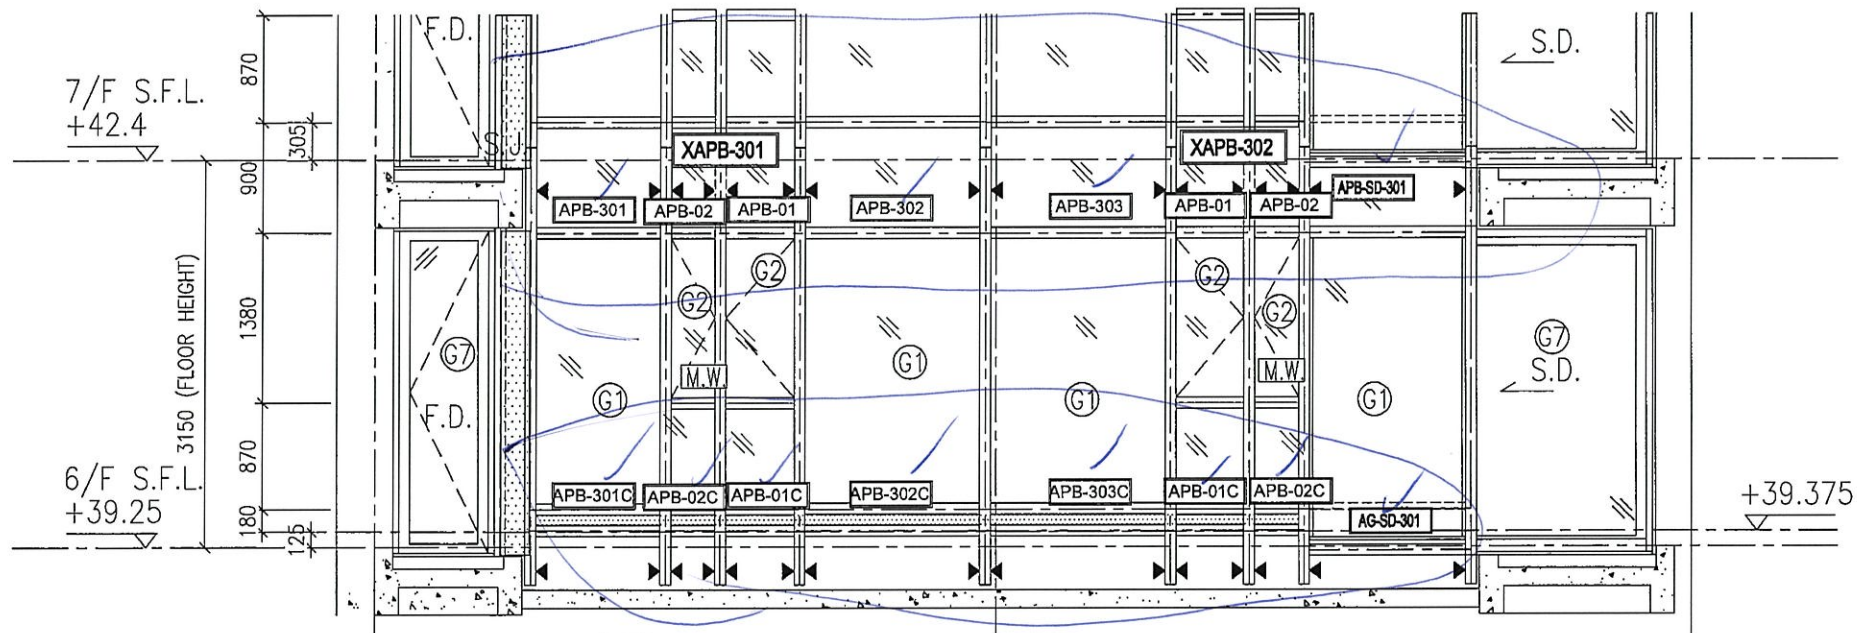 F.D.
S.D.
870
7/F S.F.L.
+42.4
305
S.J
XAPB-301
XAPB-302
900
APB-301
APB-02
APB-01
APB-302
APB-303
APB-01
APB-02
APB-SD-301
3150 (FLOOR HEIGHT)
1380
G2
G2
G2
G2
G7
M.W.
G1
M.W.
G7
S.D.
G1
G1
G1
F.D.
870
APB-301C
APB-02C
APB-01C
APB-302C
APB-303C
APB-01C
APB-02C
6/F S.F.L.
+39.25
180
125
AG-SD-301
+39.375